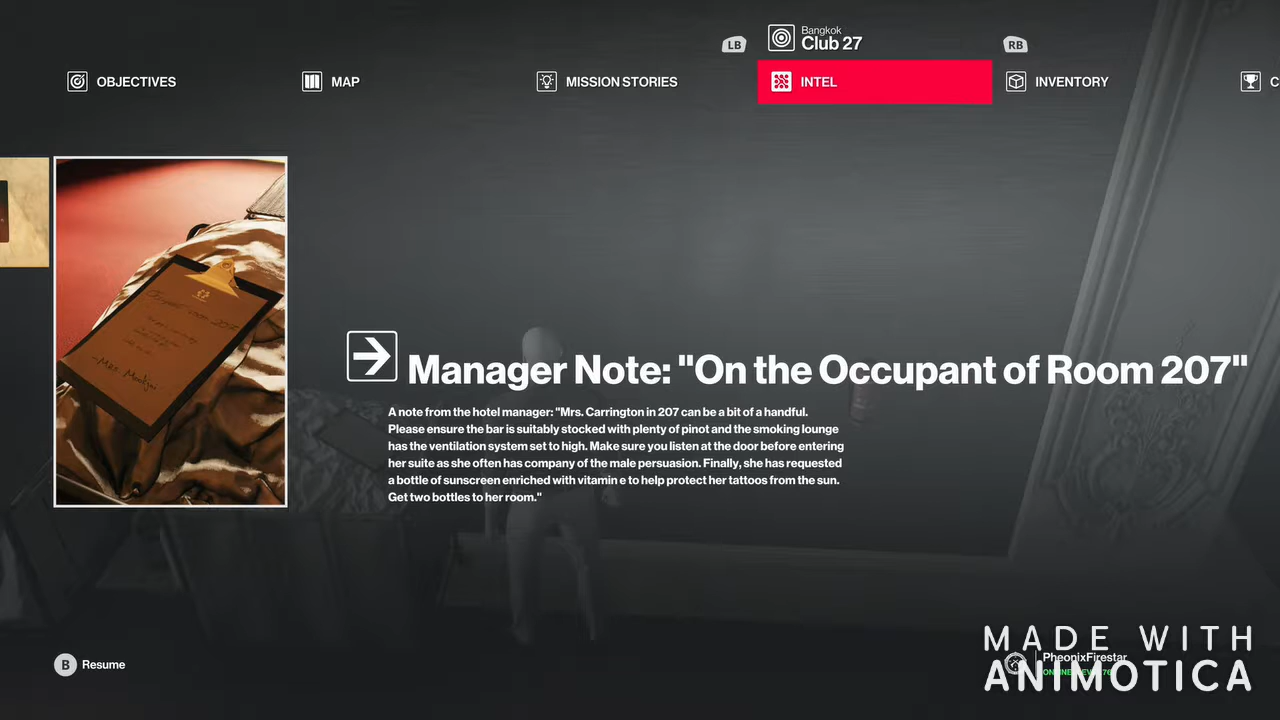 LB
Bangkok
Club 27
RB
OBJECTIVES
MAP
MISSION STORIES
INTEL
INVENTORY
C
Manager Note: "On the Occupant of Room 207"
A note from the hotel manager: "Mrs. Carrington in 207 can be a bit of a handful.
Please ensure the bar is suitably stocked with plenty of pinot and the smoking lounge
has the ventilation system set to high. Make sure you listen at the door before entering
her suite as she often has company of the male persuasion. Finally, she has requested
a bottle of sunscreen enriched with vitamin e to help protect her tattoos from the sun.
Get two bottles to her room."
B Resume
PheonixFirestar
MADE WITH
ANIMOTICA